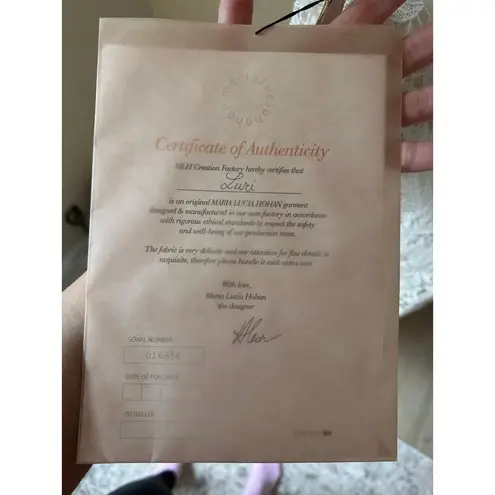 maria lucia hohan
Certificate of Authenticity
MLH Creation Factory hereby certifies that
Luri
is an original MARIA LUCIA HOHAN garment
designed & manufactured in our own factory in accordance
with rigorous ethical standards to respect the safety
and well-being of our production team.
The fabric is very delicate and our attention for fine details is
exquisite, therefore please handle it with extra care
With love,
Maria Lucia Hohan
the designer
SERIAL NUMBER
DATE OF PURCHASE
RESELLER